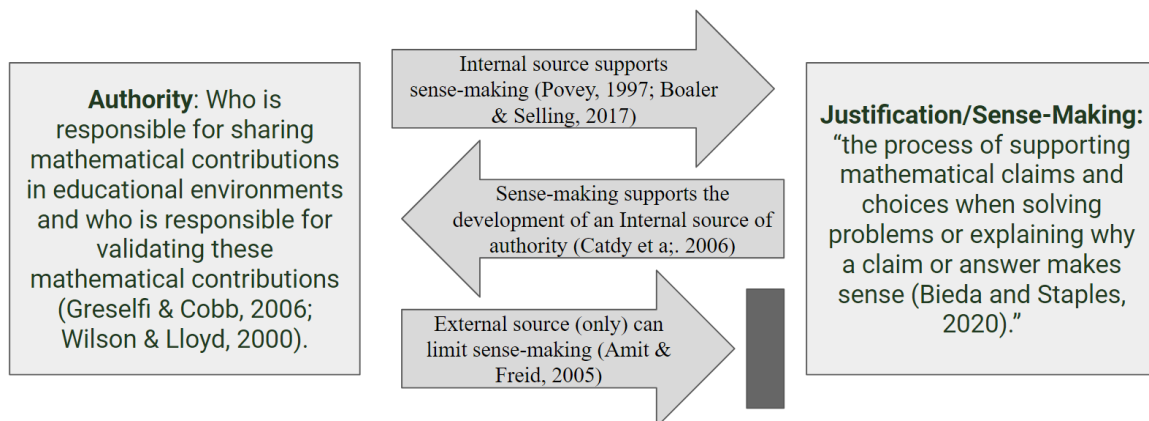 Authority: Who is
responsible for sharing
mathematical contributions
in educational environments
and who is responsible for
validating these
mathematical contributions
(Greselfi & Cobb, 2006;
Wilson & Lloyd, 2000).
Internal source supports
sense-making (Povey, 1997; Boaler
& Selling, 2017)
Sense-making supports the
development of an Internal source of
authority (Catdy et a;. 2006)
External source (only) can
limit sense-making (Amit &
Freid, 2005)
Justification/Sense-Making:
“the process of supporting
mathematical claims and
choices when solving
problems or explaining why
a claim or answer makes
sense (Bieda and Staples,
2020).”